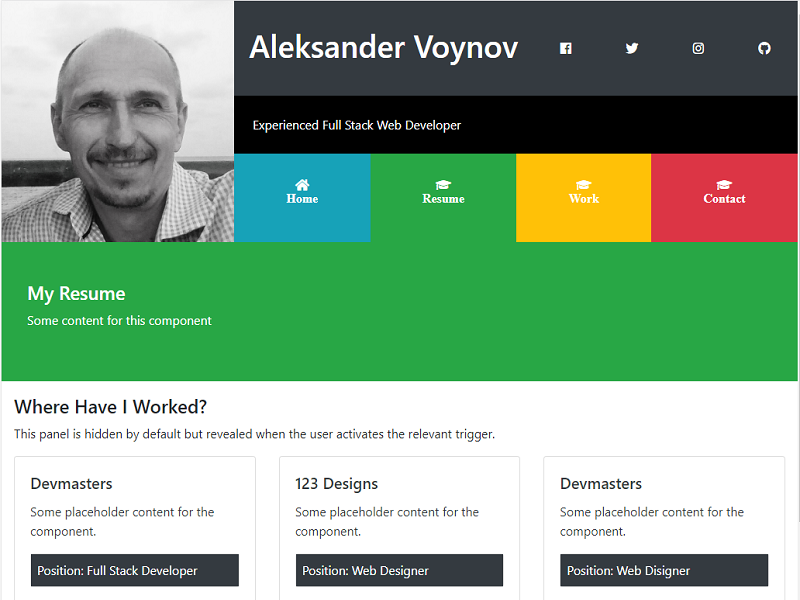 Aleksander Voynov
Experienced Full Stack Web Developer
Home
Resume
Work
Contact
My Resume
Some content for this component
Where Have I Worked?
This panel is hidden by default but revealed when the user activates the relevant trigger.
Devmasters
Some placeholder content for the
component.
Position: Full Stack Developer
123 Designs
Some placeholder content for the
component.
Position: Web Designer
Devmasters
Some placeholder content for the
component.
Position: Web Disigner